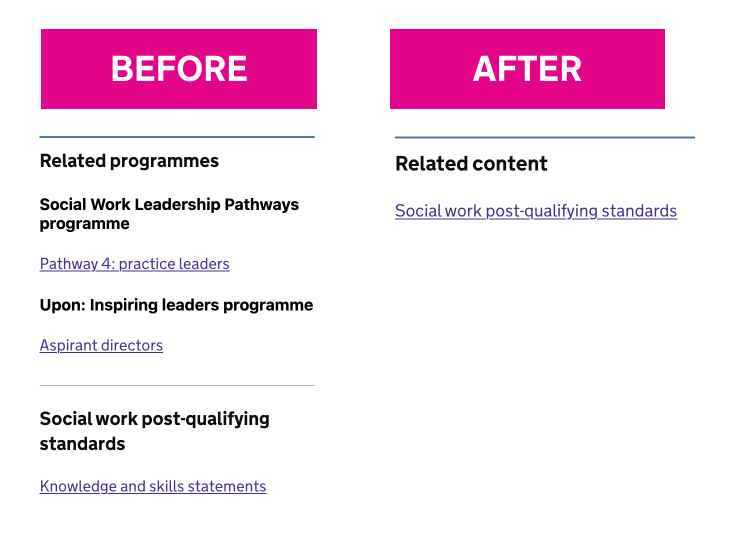 BEFORE
Related programmes
Social Work Leadership Pathways
programme
Pathway 4: practice leaders
Upon: Inspiring leaders programme
Aspirant directors
Social work post-qualifying
standards
Knowledge and skills statements
AFTER
Related content
Social work post-qualifying standards